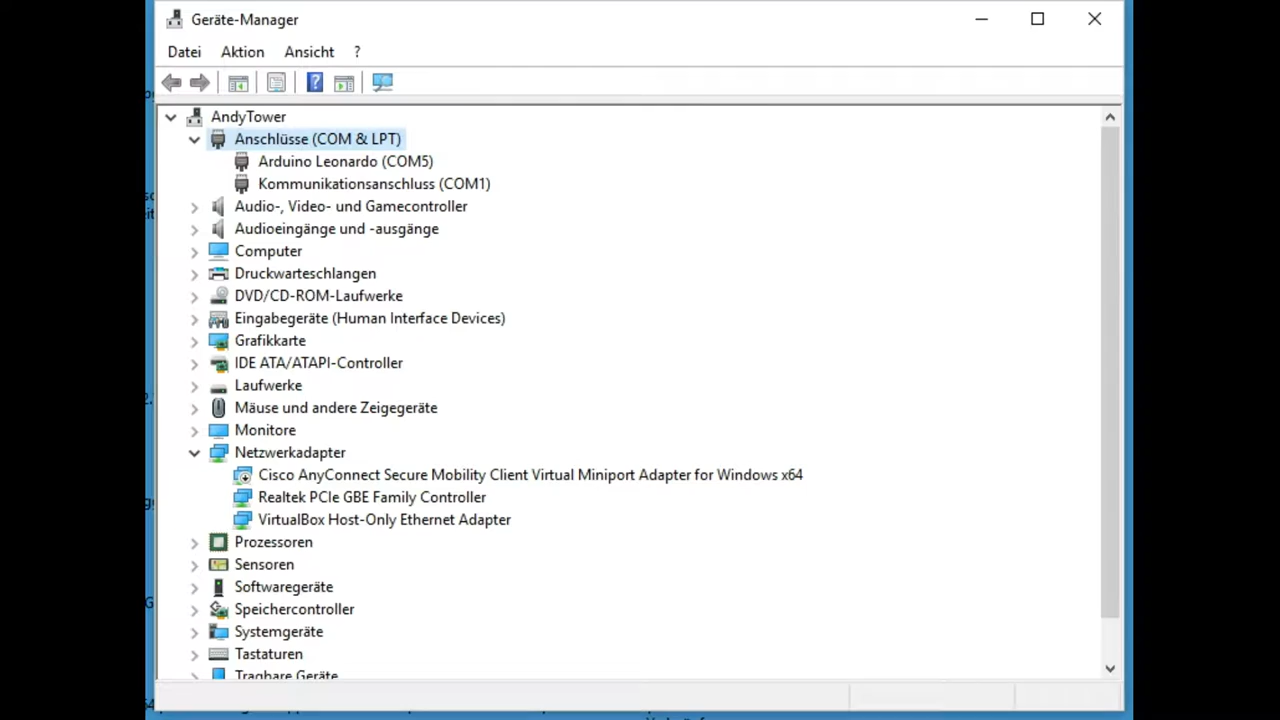 Geräte-Manager
Datei Aktion Ansicht ?
AndyTower
Anschlüsse (COM & LPT)
Arduino Leonardo (COM5)
Kommunikationsanschluss (COM1)
Audio-, Video- und Gamecontroller
Audioeingänge und -ausgänge
Computer
Druckwarteschlangen
DVD/CD-ROM-Laufwerke
Eingabegeräte (Human Interface Devices)
Grafikkarte
IDE ATA/ATAPI-Controller
Laufwerke
Mäuse und andere Zeigegeräte
Monitore
Netzwerkadapter
Cisco AnyConnect Secure Mobility Client Virtual Miniport Adapter for Windows x64
Realtek PCIe GBE Family Controller
VirtualBox Host-Only Ethernet Adapter
Prozessoren
Sensoren
Softwaregeräte
Speichercontroller
Systemgeräte
Tastaturen
Tragbare Geräte